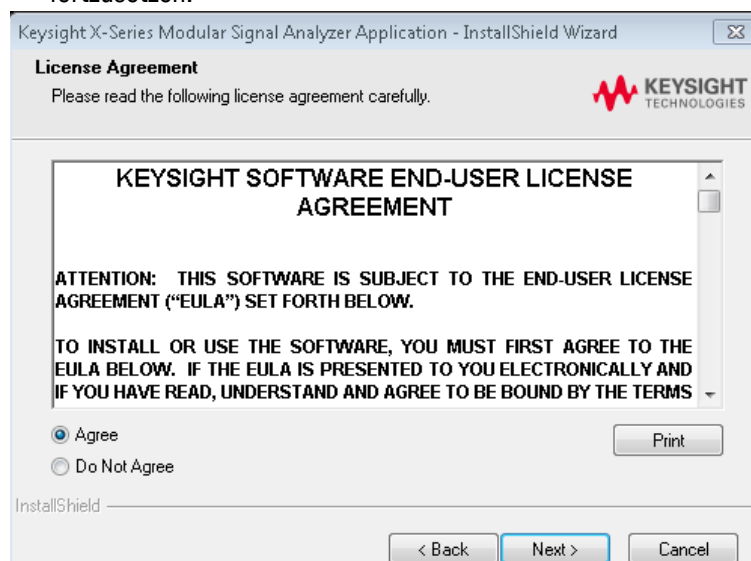 fortzusetzen.
Keysight X-Series Modular Signal Analyzer Application - InstallShield Wizard
License Agreement
Please read the following license agreement carefully.
KEYSIGHT
TECHNOLOGIES
KEYSIGHT SOFTWARE END-USER LICENSE
AGREEMENT
ATTENTION: THIS SOFTWARE IS SUBJECT TO THE END-USER LICENSE
AGREEMENT (“EULA”) SET FORTH BELOW.
TO INSTALL OR USE THE SOFTWARE, YOU MUST FIRST AGREE TO THE
EULA BELOW. IF THE EULA IS PRESENTED TO YOU ELECTRONICALLY AND
IF YOU HAVE READ, UNDERSTAND AND AGREE TO BE BOUND BY THE TERMS
Agree
Print
Do Not Agree
InstallShield
< Back
Next >
Cancel